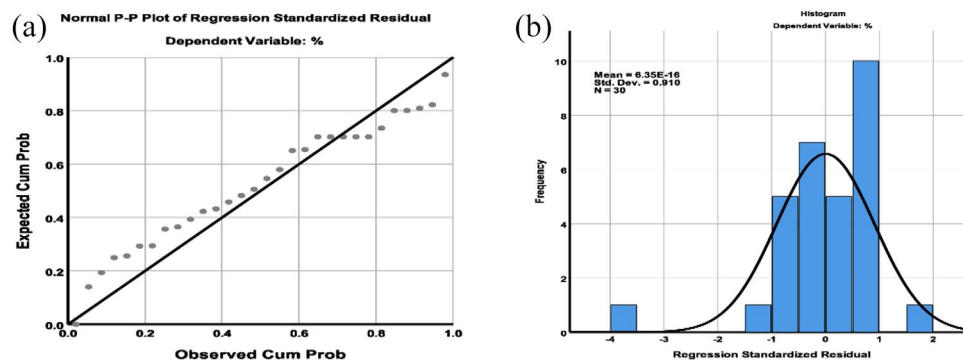 (a)
Normal P-P Plot of Regression Standardized Residual
Dependent Variable: %
Expected Cum Prob
1.0
0.8
0.6
0.4
0.2
0.0
0.0 0.2 0.4 0.6 0.8 1.0
Observed Cum Prob
(b)
Histogram
Dependent Variable: %
Mean = 6.35E-16
Std. Dev. = 0.910
N = 30
Frequency
10
8
6
4
2
0
-4 -3 -2 -1 0 1 2
Regression Standardized Residual